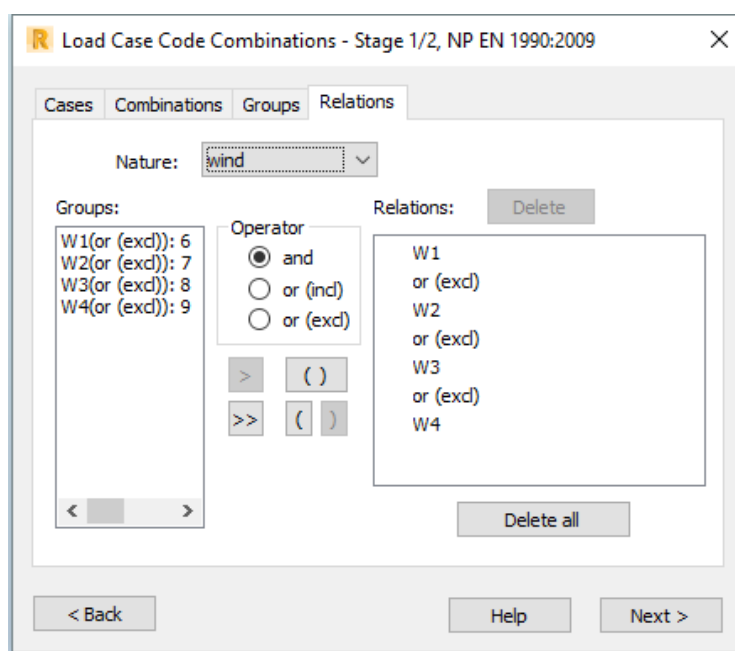 R Load Case Code Combinations - Stage 1/2, NP EN 1990:2009
Cases Combinations Groups Relations
Nature: wind
Groups:
W1(or (excl)): 6
W2(or (excl)): 7
W3(or (excl)): 8
W4(or (excl)): 9
Operator
and
or (incl)
or (excl)
> ( )
>> ( )
Relations: Delete
W1
or (excl)
W2
or (excl)
W3
or (excl)
W4
Delete all
< Back Help Next >